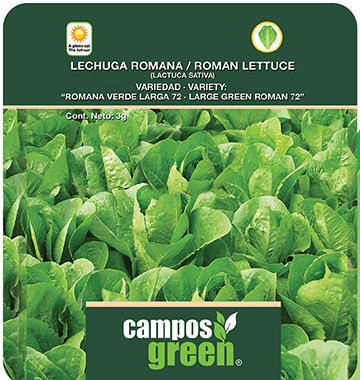 A pleno sol
The full sun
LECHUGA ROMANA / ROMAN LETTUCE
(LACTUCA SATIVA)
VARIEDAD - VARIETY:
"ROMANA VERDE LARGA 72 - LARGE GREEN ROMAN 72"
Cont. Neto: 3g
campos
green®